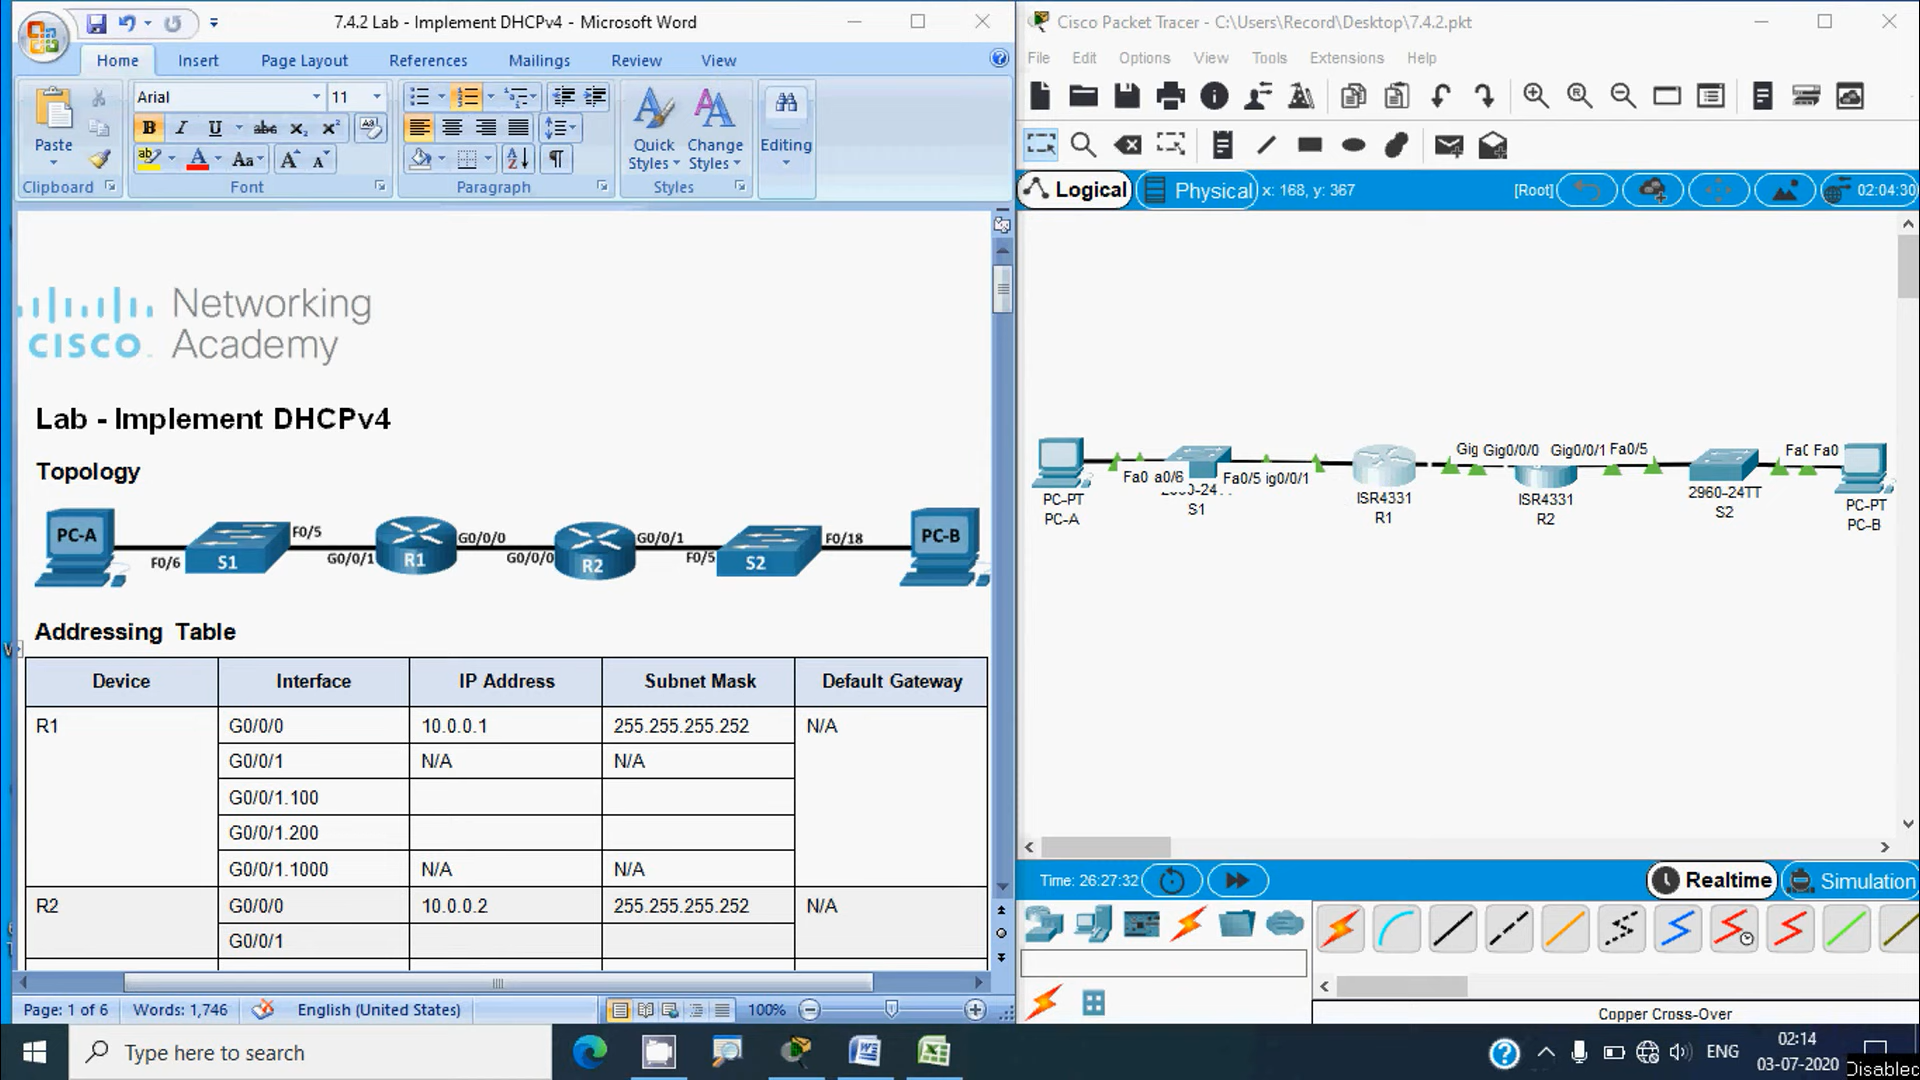 7.4.2 Lab - Implement DHCPv4 - Microsoft Word
Home Insert Page Layout References Mailings Review View
Arial 11
Paste
Clipboard
Font
Paragraph
Quick Styles
Change Styles
Styles
Editing
Networking
CISCO Academy
Lab - Implement DHCPv4
Topology
PC-A F0/6 S1 F0/5 G0/0/1 R1 G0/0/0 G0/0/0 R2 G0/0/1 F0/5 S2 F0/18 PC-B
Addressing Table
Device Interface IP Address Subnet Mask Default Gateway
R1 G0/0/0 10.0.0.1 255.255.255.252 N/A
G0/0/1 N/A N/A
G0/0/1.100
G0/0/1.200
G0/0/1.1000 N/A N/A
R2 G0/0/0 10.0.0.2 255.255.255.252 N/A
G0/0/1
Page: 1 of 6 Words: 1,746 English (United States) 100%
Cisco Packet Tracer - C:\Users\Record\Desktop\7.4.2.pkt
File Edit Options View Tools Extensions Help
Logical Physical x: 168, y: 367 [Root] 02:04:30
Gig Gig0/0/0 Gig0/0/1 Fa0/5 Fa0
Fa0 a0/6 Fa0/5 ig0/0/1
PC-PT
PC-A
S1
ISR4331
R1
ISR4331
R2
2960-24TT
S2
PC-PT
PC-B
Time: 26:27:32
Realtime Simulation
Copper Cross-Over
Type here to search
ENG
02:14
03-07-2020